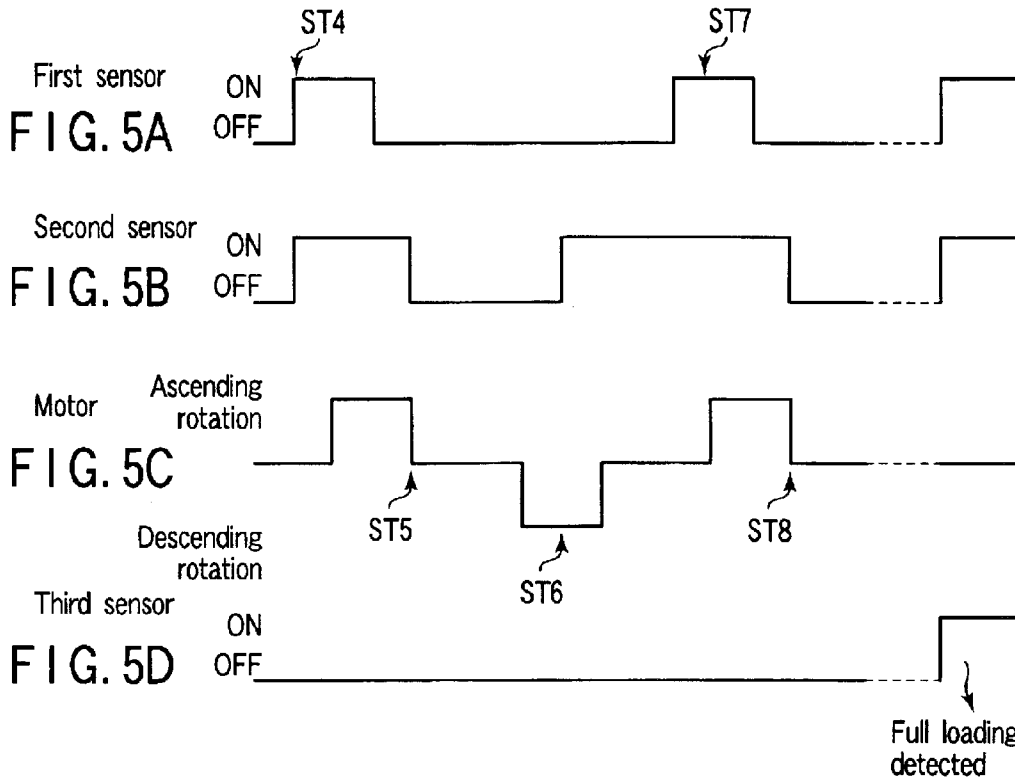 ST4
ST7
First sensor
ON
OFF
FIG. 5A
Second sensor
ON
OFF
FIG. 5B
Motor
Ascending
rotation
FIG. 5C
ST5
ST8
Descending
rotation
ST6
Third sensor
ON
OFF
FIG. 5D
Full loading
detected